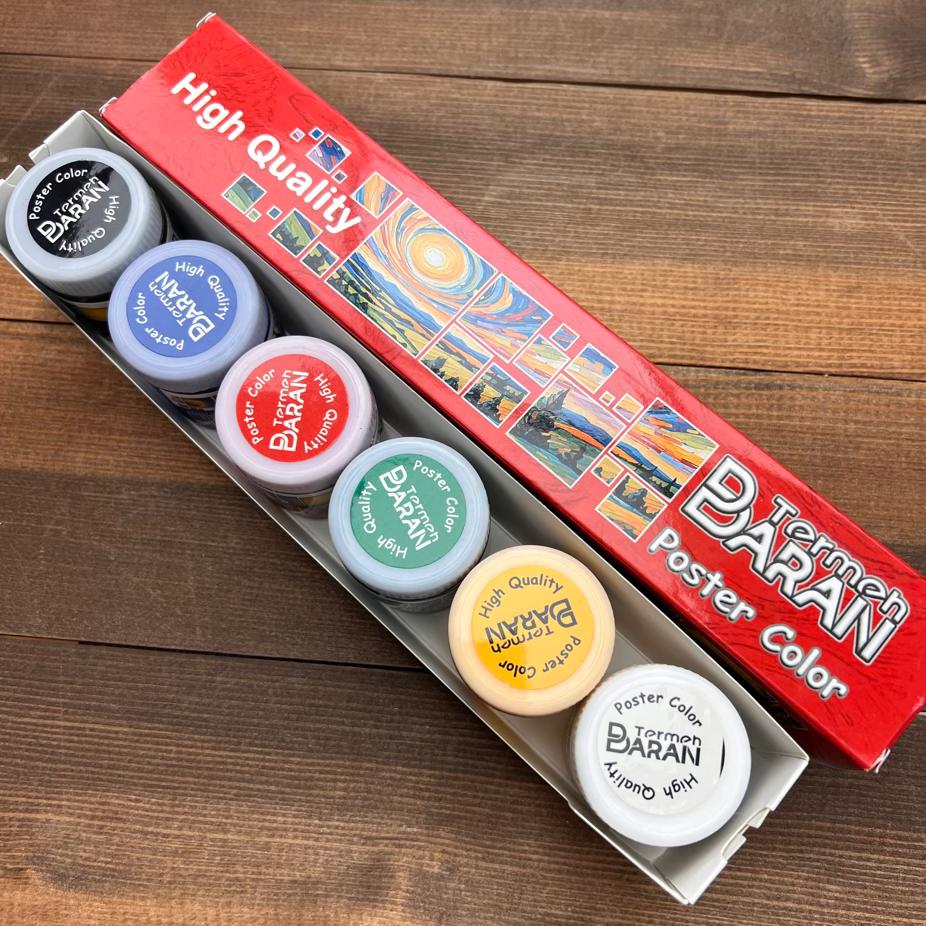 High Quality
Termeh
DARAN
Poster Color
Poster Color
Termeh
DARAN
High Quality
High Quality
Termeh
DARAN
Poster Color
Poster Color
Termeh
DARAN
High Quality
Poster Color
Termeh
DARAN
High Quality
High Quality
Termeh
DARAN
Poster Color
Poster Color
Termeh
DARAN
High Quality